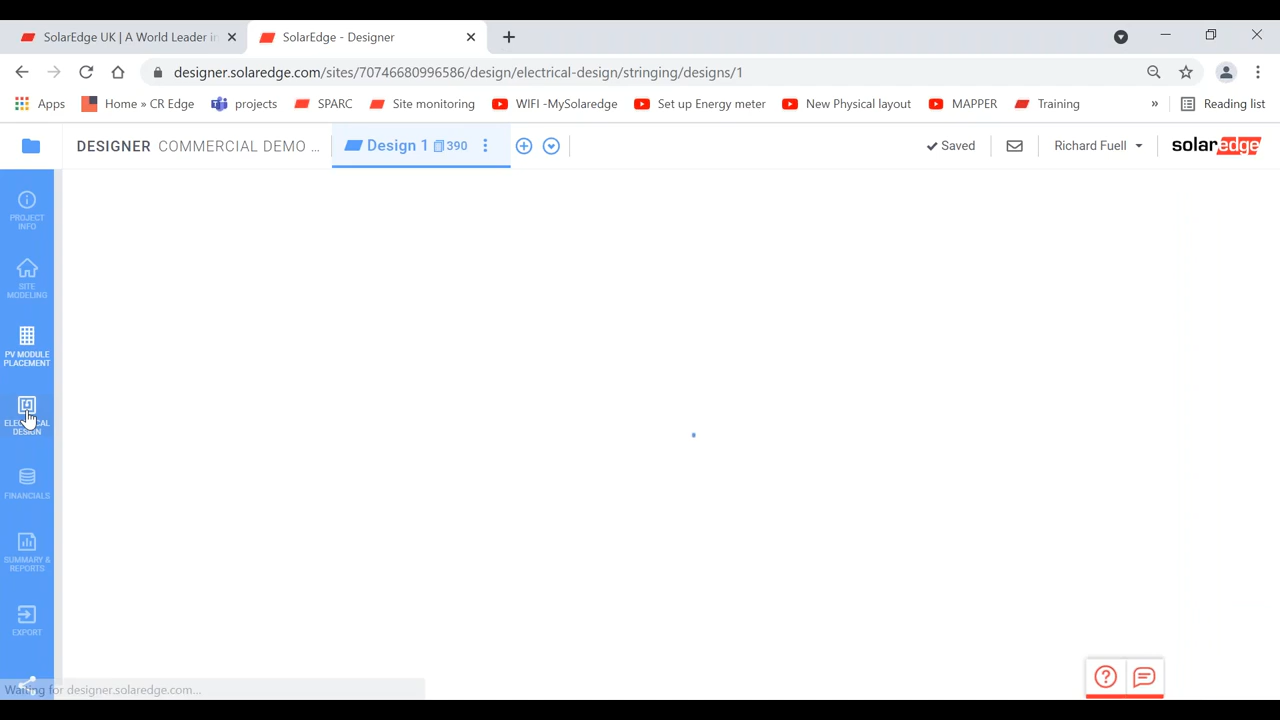 SolarEdge UK | A World Leader in
SolarEdge - Designer
designer.solaredge.com/sites/70746680996586/design/electrical-design/stringing/designs/1
Apps
Home » CR Edge
projects
SPARC
Site monitoring
WIFI -MySolaredge
Set up Energy meter
New Physical layout
MAPPER
Training
»
Reading list
DESIGNER COMMERCIAL DEMO ...
Design 1 390
Saved
Richard Fuell
solaredge
PROJECT
INFO
SITE
MODELING
PV MODULE
PLACEMENT
ELECTRICAL
DESIGN
FINANCIALS
SUMMARY &
REPORTS
EXPORT
Waiting for designer.solaredge.com...